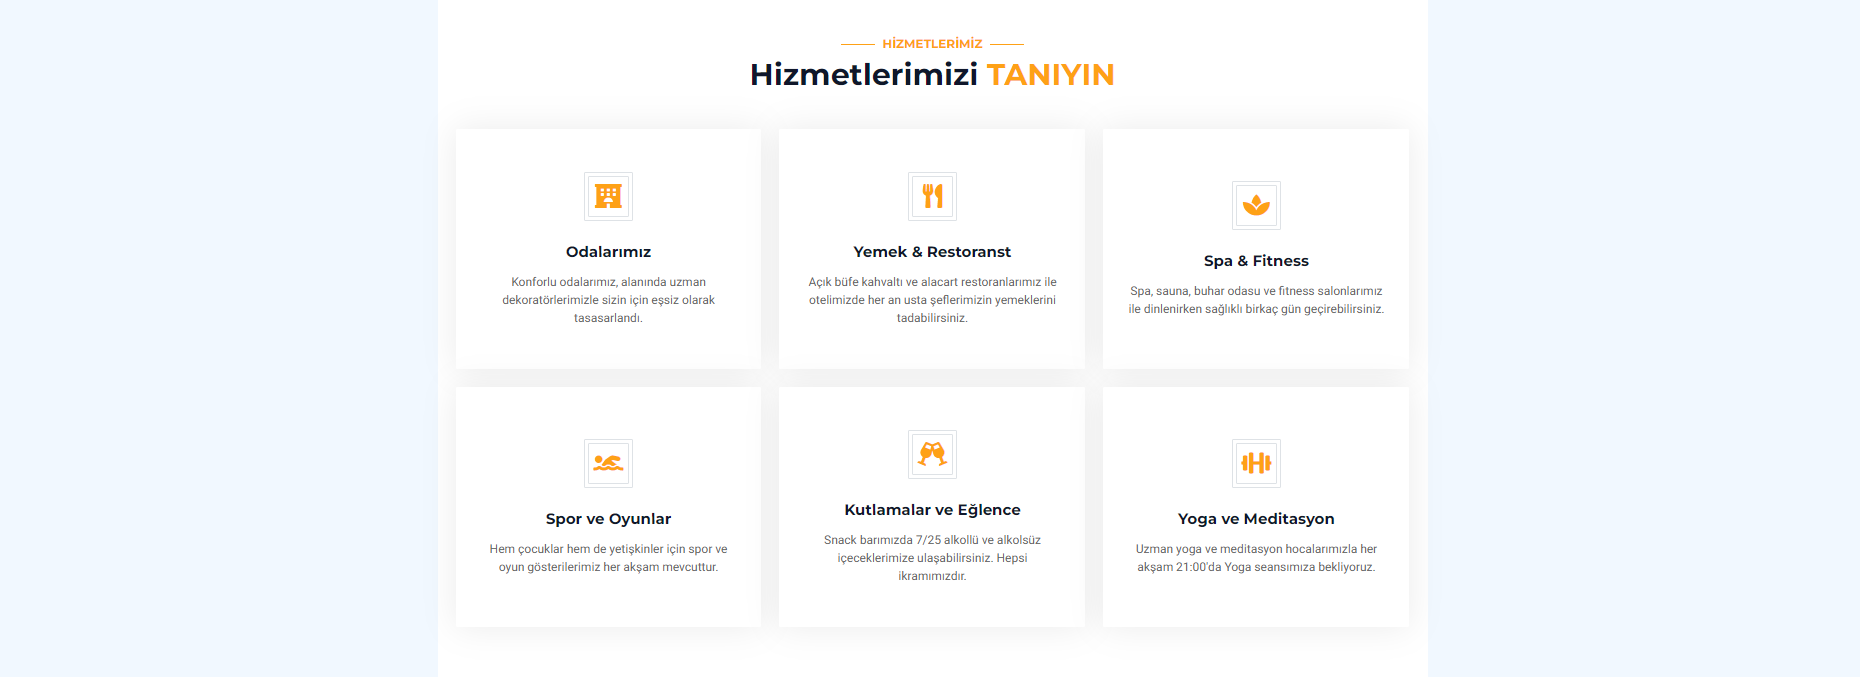 HİZMETLERİMİZ
Hizmetlerimizi TANIYIN
Odalarımız
Konforlu odalarımız, alanında uzman
dekoratörlerimizle sizin için eşsiz olarak
tasasarlandı.
Yemek & Restoranst
Açık büfe kahvaltı ve alacart restoranlarımız ile
otelimizde her an usta şeflerimizin yemeklerini
tadabilirsiniz.
Spa & Fitness
Spa, sauna, buhar odasu ve fitness salonlarımız
ile dinlenirken sağlıklı birkaç gün geçirebilirsiniz.
Spor ve Oyunlar
Hem çocuklar hem de yetişkinler için spor ve
oyun gösterilerimiz her akşam mevcuttur.
Kutlamalar ve Eğlence
Snack barımızda 7/25 alkollü ve alkolsüz
içeceklerimize ulaşabilirsiniz. Hepsi
ikramımızdır.
Yoga ve Meditasyon
Uzman yoga ve meditasyon hocalarımızla her
akşam 21:00'da Yoga seansımıza bekliyoruz.